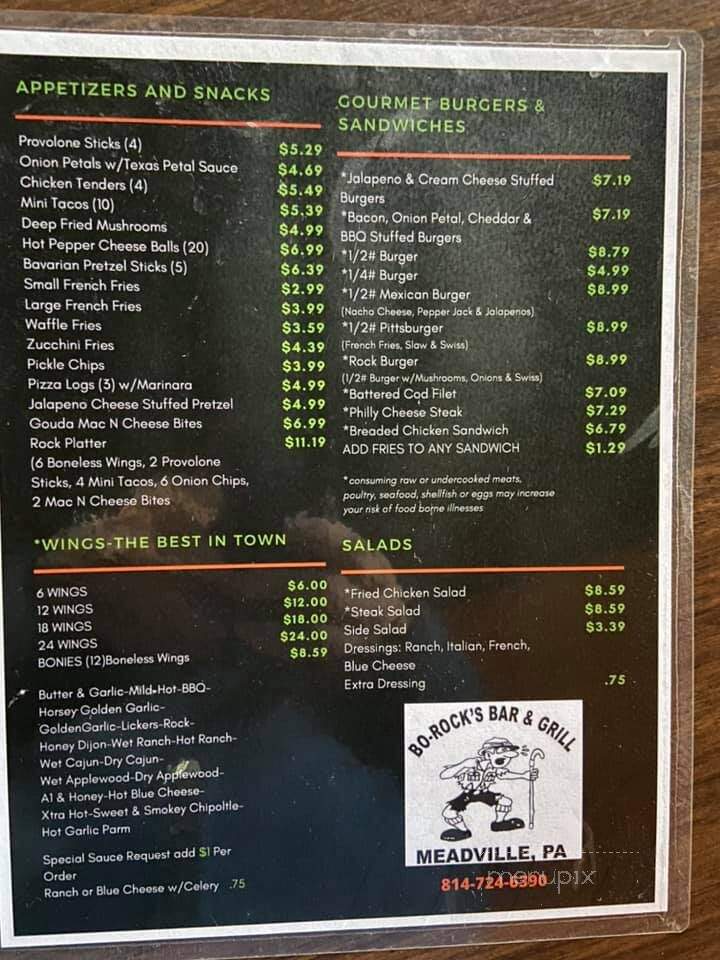 APPETIZERS AND SNACKS
Provolone Sticks (4) $5.29
Onion Petals w/Texas Petal Sauce $4.69
Chicken Tenders (4) $5.49
Mini Tacos (10) $5.39
Deep Fried Mushrooms $4.99
Hot Pepper Cheese Balls (20) $6.99
Bavarian Pretzel Sticks (5) $6.39
Small French Fries $2.99
Large French Fries $3.99
Waffle Fries $3.59
Zucchini Fries $4.39
Pickle Chips $3.99
Pizza Logs (3) w/Marinara $4.99
Jalapeno Cheese Stuffed Pretzel $4.99
Gouda Mac N Cheese Bites $6.99
Rock Platter $11.19
(6 Boneless Wings, 2 Provolone
Sticks, 4 Mini Tacos, 6 Onion Chips,
2 Mac N Cheese Bites
*WINGS-THE BEST IN TOWN
6 WINGS $6.00
12 WINGS $12.00
18 WINGS $18.00
24 WINGS $24.00
BONIES (12)Boneless Wings $8.59
Butter & Garlic-Mild-Hot-BBQ-
Horsey Golden Garlic-
GoldenGarlic-Lickers-Rock-
Honey Dijon-Wet Ranch-Hot Ranch-
Wet Cajun-Dry Cajun-
Wet Applewood-Dry Applewood-
A1 & Honey-Hot Blue Cheese-
Xtra Hot-Sweet & Smokey Chipoltle-
Hot Garlic Parm
Special Sauce Request add $1 Per
Order
Ranch or Blue Cheese w/Celery .75
GOURMET BURGERS &
SANDWICHES
*Jalapeno & Cream Cheese Stuffed $7.19
Burgers
*Bacon, Onion Petal, Cheddar & $7.19
BBQ Stuffed Burgers
*1/2# Burger $8.79
*1/4# Burger $4.99
*1/2# Mexican Burger $8.99
(Nacho Cheese, Pepper Jack & Jalapenos)
*1/2# Pittsburger $8.99
(French Fries, Slaw & Swiss)
*Rock Burger $8.99
(1/2# Burger w/Mushrooms, Onions & Swiss)
*Battered Cod Filet $7.09
*Philly Cheese Steak $7.29
*Breaded Chicken Sandwich $6.79
ADD FRIES TO ANY SANDWICH $1.29
*consuming raw or undercooked meats,
poultry, seafood, shellfish or eggs may increase
your risk of food borne illnesses
SALADS
*Fried Chicken Salad $8.59
*Steak Salad $8.59
Side Salad $3.39
Dressings: Ranch, Italian, French,
Blue Cheese
Extra Dressing .75
BO-ROCK'S BAR & GRILL
MEADVILLE, PA
814-724-6390
menupix